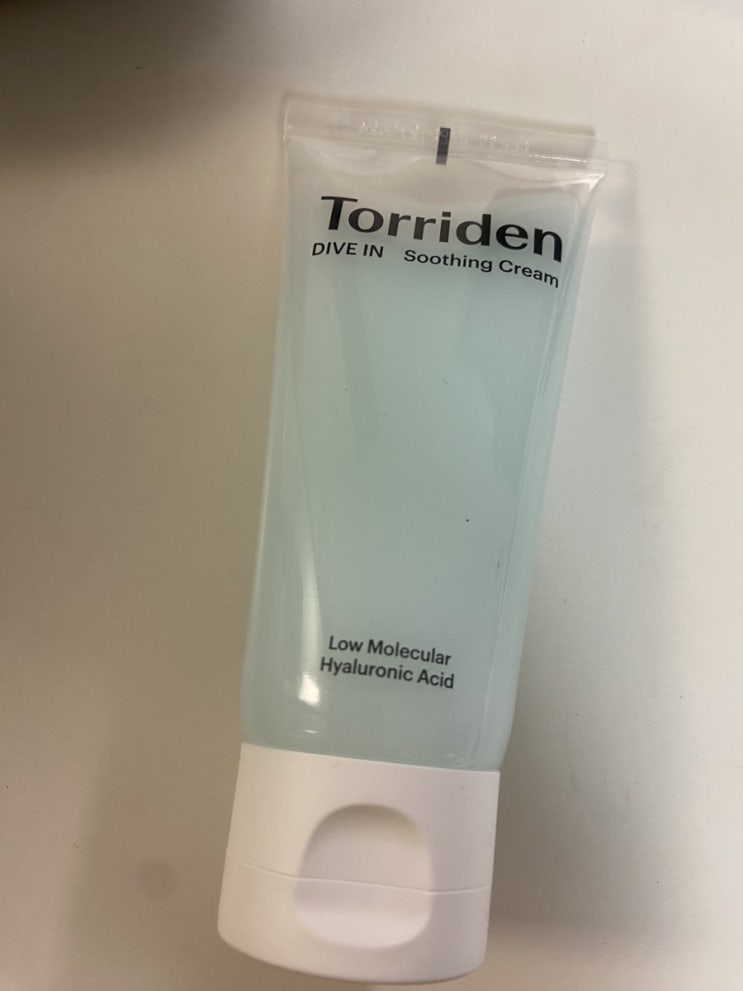 Torriden
DIVE IN Soothing Cream
Low Molecular
Hyaluronic Acid